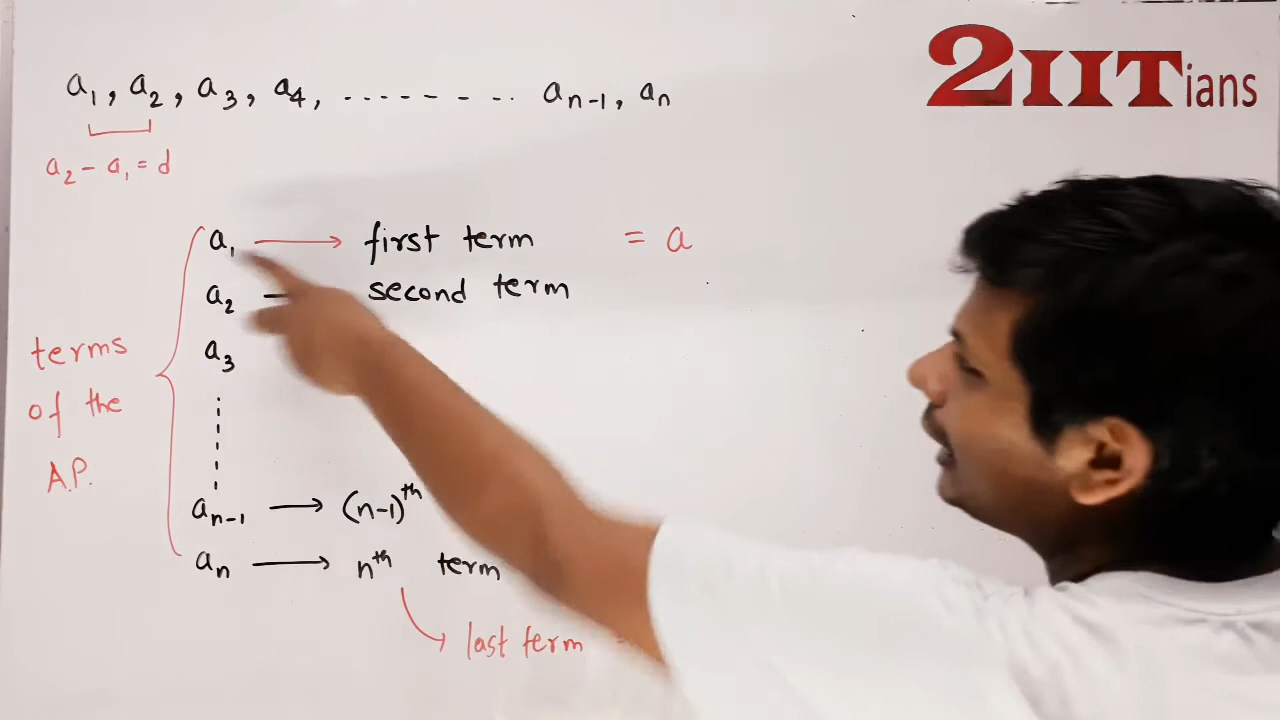 2IITians
a₁, a₂, a₃, a₄, ---------- aₙ₋₁, aₙ
a₂ - a₁ = d
a₁ → first term = a
a₂ — second term
a₃
terms
of the
A.P.
aₙ₋₁ → (n-1)ᵗʰ
aₙ → nᵗʰ term
last term =